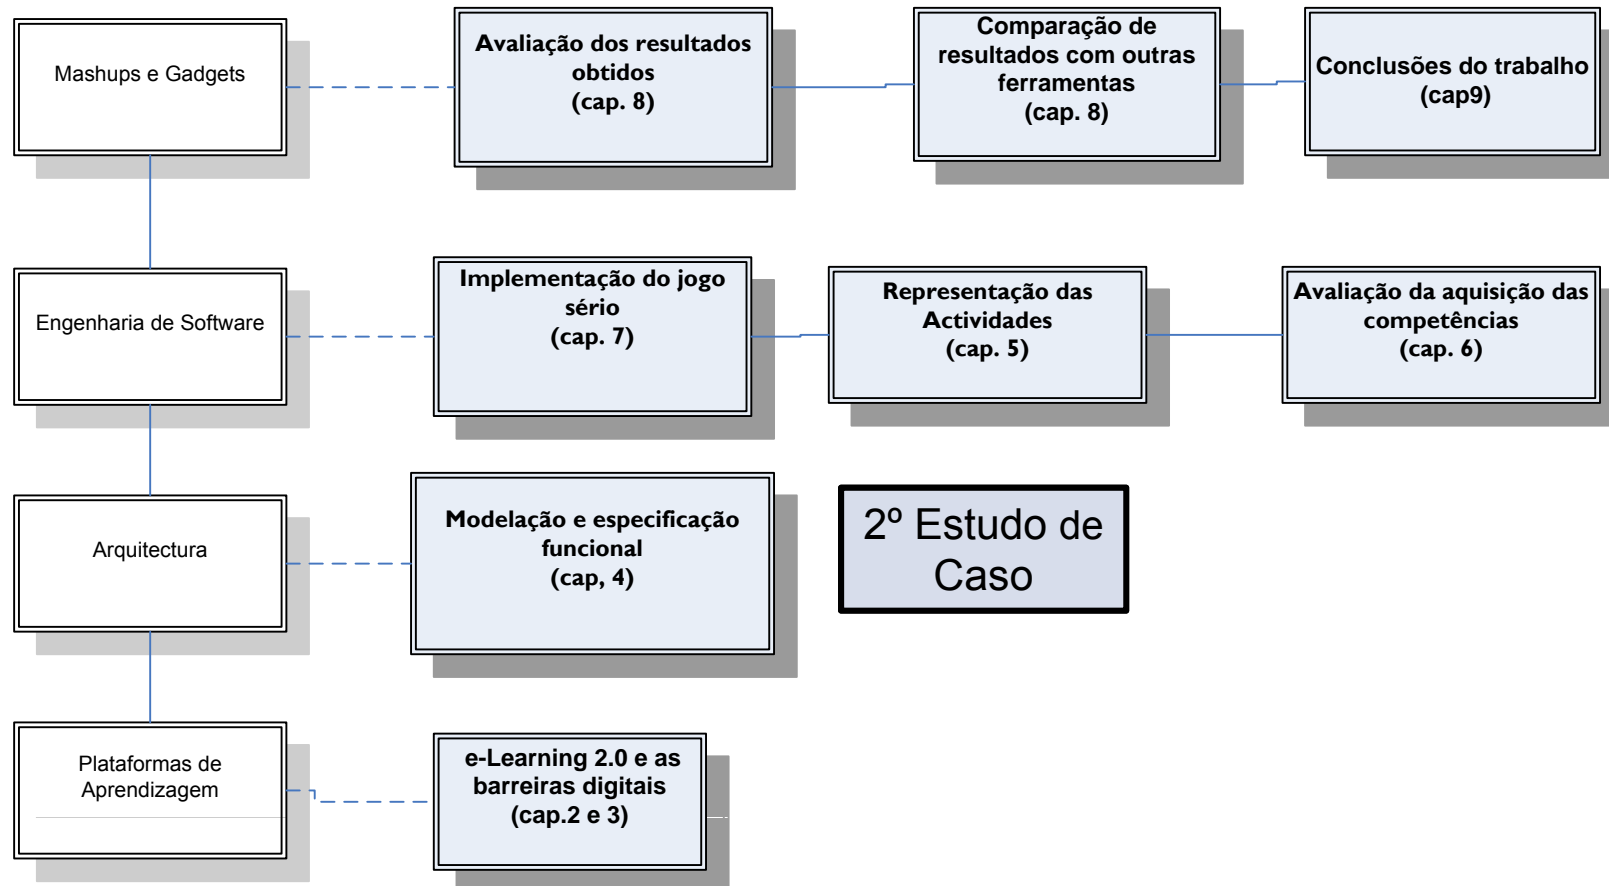 Mashups e Gadgets
Avaliação dos resultados
obtidos
(cap. 8)
Comparação de
resultados com outras
ferramentas
(cap. 8)
Conclusões do trabalho
(cap9)
Engenharia de Software
Implementação do jogo
sério
(cap. 7)
Representação das
Actividades
(cap. 5)
Avaliação da aquisição das
competências
(cap. 6)
Arquitectura
Modelação e especificação
funcional
(cap, 4)
2º Estudo de
Caso
Plataformas de
Aprendizagem
e-Learning 2.0 e as
barreiras digitais
(cap.2 e 3)